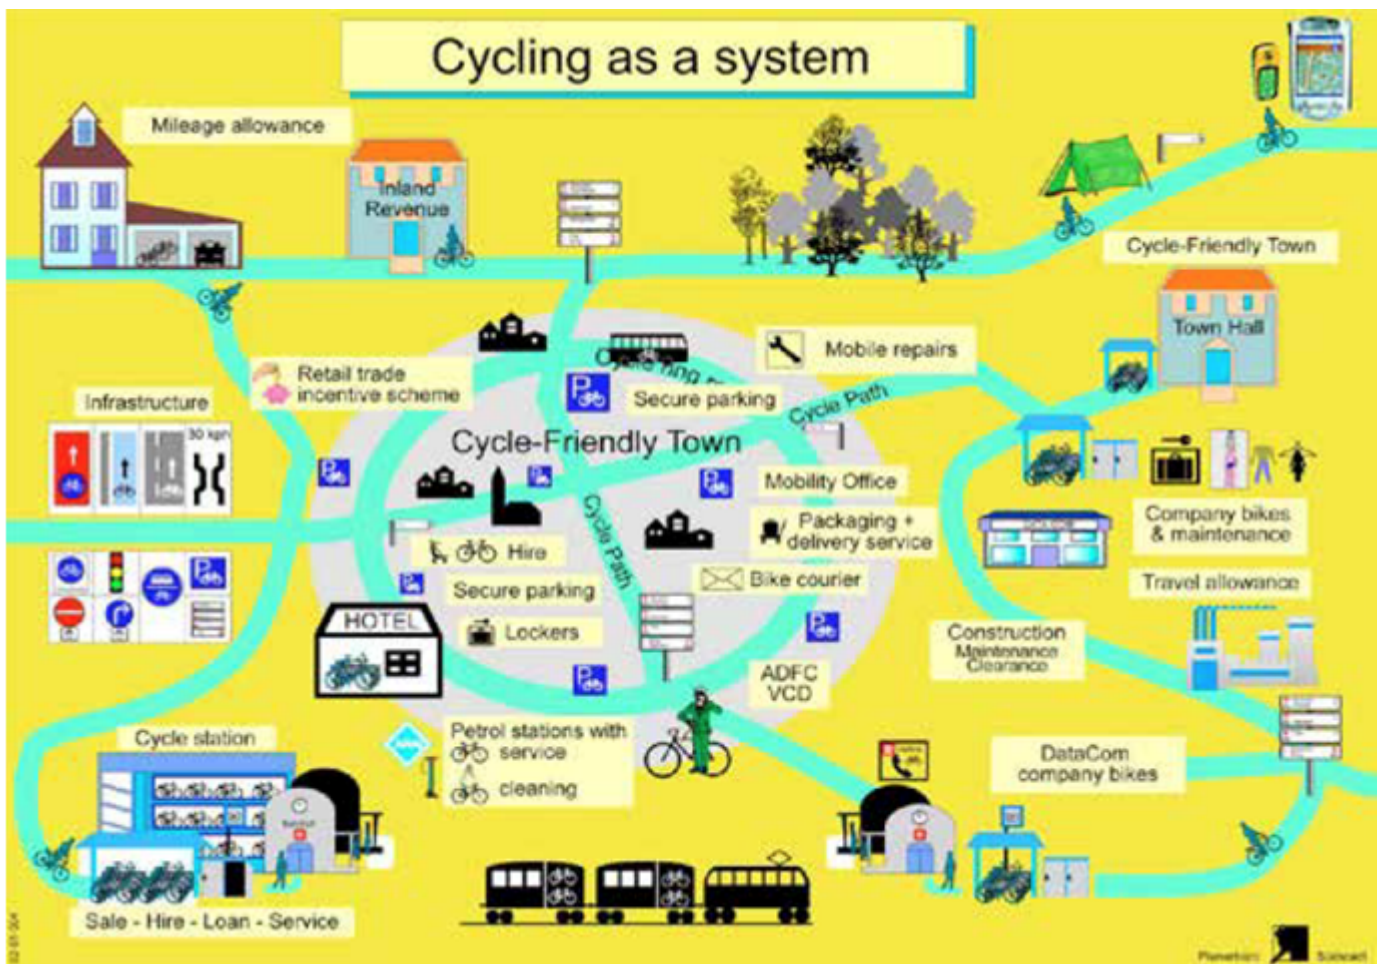 Cycling as a system
Mileage allowance
Inland
Revenue
Cycle-Friendly Town
Town Hall
Mobile repairs
Retail trade
incentive scheme
Cycle ring
Secure parking
Cycle Path
Infrastructure
30 kph
Cycle-Friendly Town
Mobility Office
Packaging +
delivery service
Company bikes
& maintenance
Hire
Cycle Path
Bike courier
Travel allowance
Secure parking
HOTEL
Lockers
Construction
Maintenance
Clearance
ADFC
VCD
Cycle station
Petrol stations with
service
cleaning
DataCom
company bikes
Sale - Hire - Loan - Service